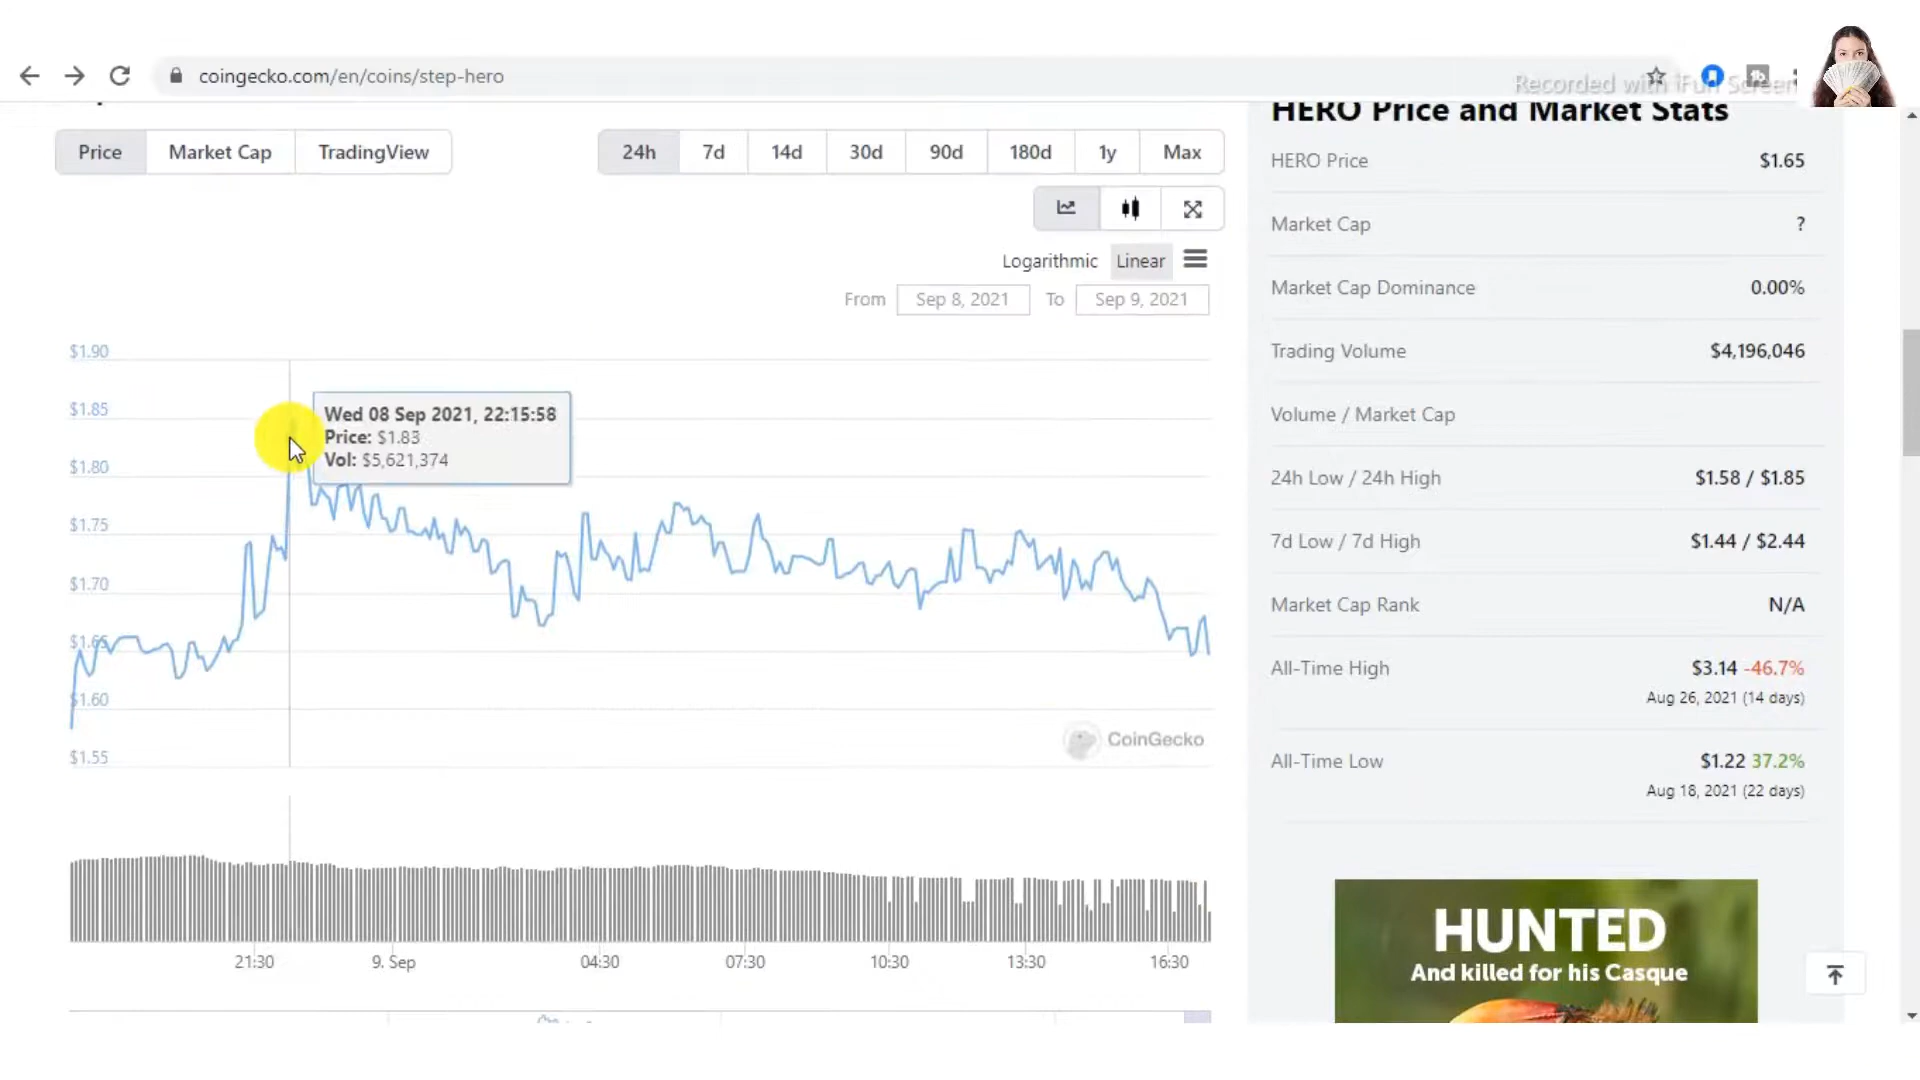 coingecko.com/en/coins/step-hero
Recorded with iFun Screen
Price
Market Cap
TradingView
24h
7d
14d
30d
90d
180d
1y
Max
Logarithmic
Linear
From
Sep 8, 2021
To
Sep 9, 2021
$1.90
$1.85
$1.80
$1.75
$1.70
$1.65
$1.60
$1.55
Wed 08 Sep 2021, 22:15:58
Price: $1.83
Vol: $5,621,374
CoinGecko
21:30
9. Sep
04:30
07:30
10:30
13:30
16:30
HERO Price and Market Stats
HERO Price
$1.65
Market Cap
?
Market Cap Dominance
0.00%
Trading Volume
$4,196,046
Volume / Market Cap
24h Low / 24h High
$1.58 / $1.85
7d Low / 7d High
$1.44 / $2.44
Market Cap Rank
N/A
All-Time High
$3.14 -46.7%
Aug 26, 2021 (14 days)
All-Time Low
$1.22 37.2%
Aug 18, 2021 (22 days)
HUNTED
And killed for his Casque